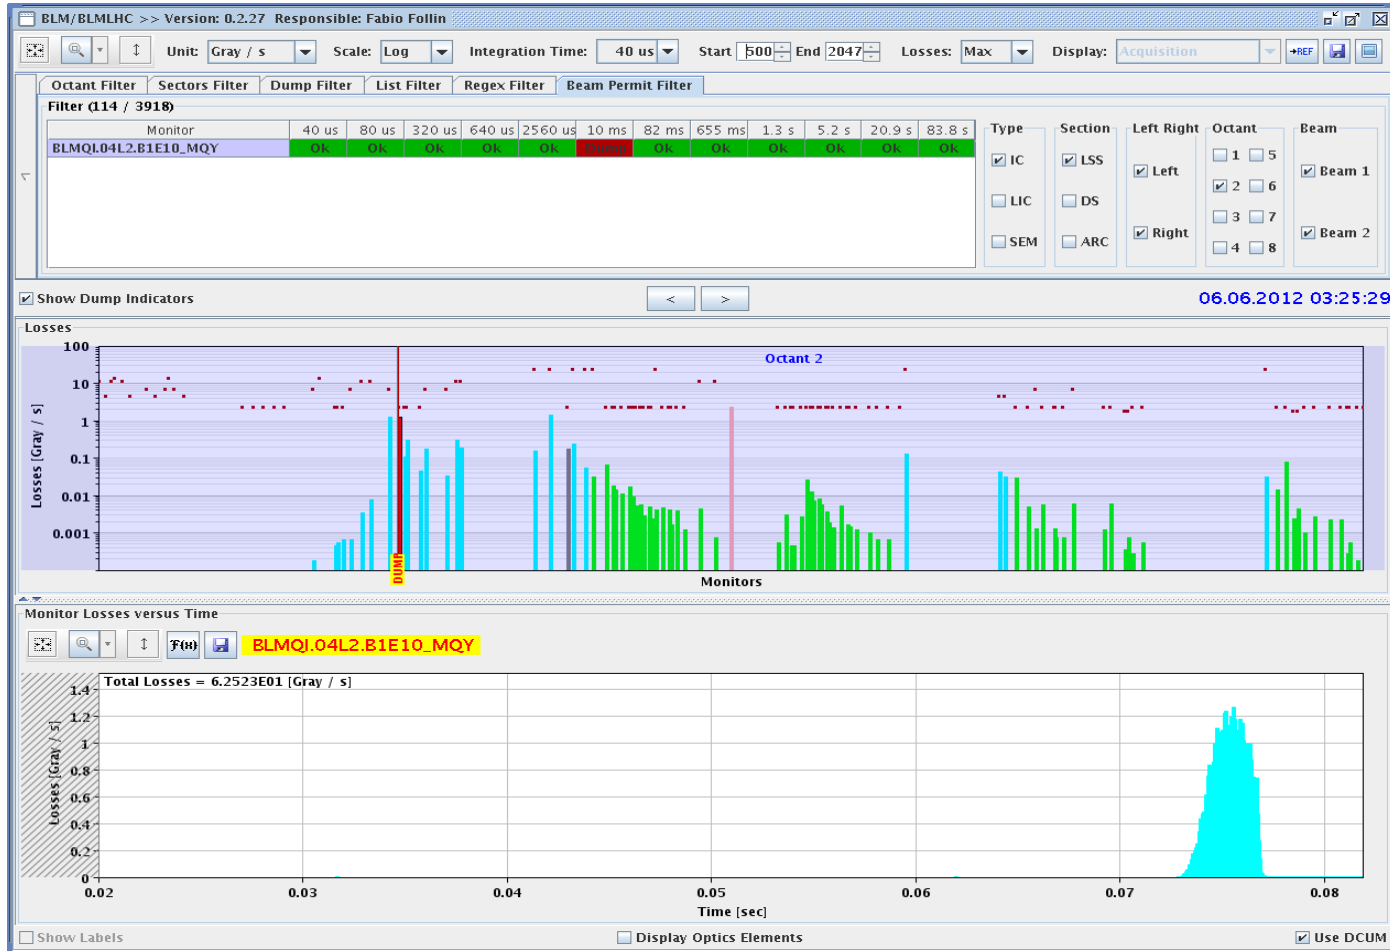 BLM/BLMLHC >> Version: 0.2.27 Responsible: Fabio Follin
Unit: Gray / s Scale: Log Integration Time: 40 us Start 500 End 2047 Losses: Max Display: Acquisition →REF
Octant Filter Sectors Filter Dump Filter List Filter Regex Filter Beam Permit Filter
Filter (114 / 3918)
Monitor 40 us 80 us 320 us 640 us 2560 us 10 ms 82 ms 655 ms 1.3 s 5.2 s 20.9 s 83.8 s
BLMQI.04L2.B1E10_MQY Ok Ok Ok Ok Ok Dump Ok Ok Ok Ok Ok Ok
Type Section Left Right Octant Beam
IC LSS Left 1 5 Beam 1
2 6
LIC DS
3 7
SEM ARC Right 4 8 Beam 2
Show Dump Indicators < > 06.06.2012 03:25:29
Losses
Octant 2
100
10
1
0.1
0.01
0.001
Losses [Gray / s]
DUMP
Monitors
Monitor Losses versus Time
F(x) BLMQI.04L2.B1E10_MQY
Total Losses = 6.2523E01 [Gray / s]
1.4
1.2
1
0.8
0.6
0.4
0.2
0
Losses [Gray / s]
0.02 0.03 0.04 0.05 0.06 0.07 0.08
Time [sec]
Show Labels Display Optics Elements Use DCUM